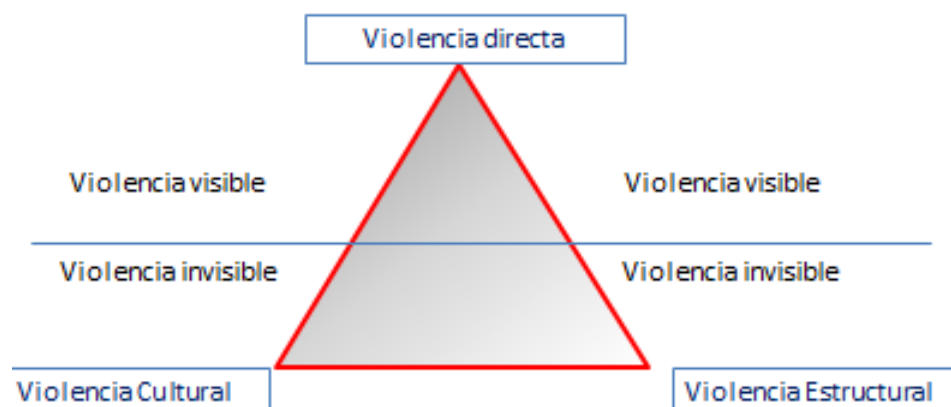 Violencia directa
Violencia visible
Violencia visible
Violencia invisible
Violencia invisible
Violencia Cultural
Violencia Estructural